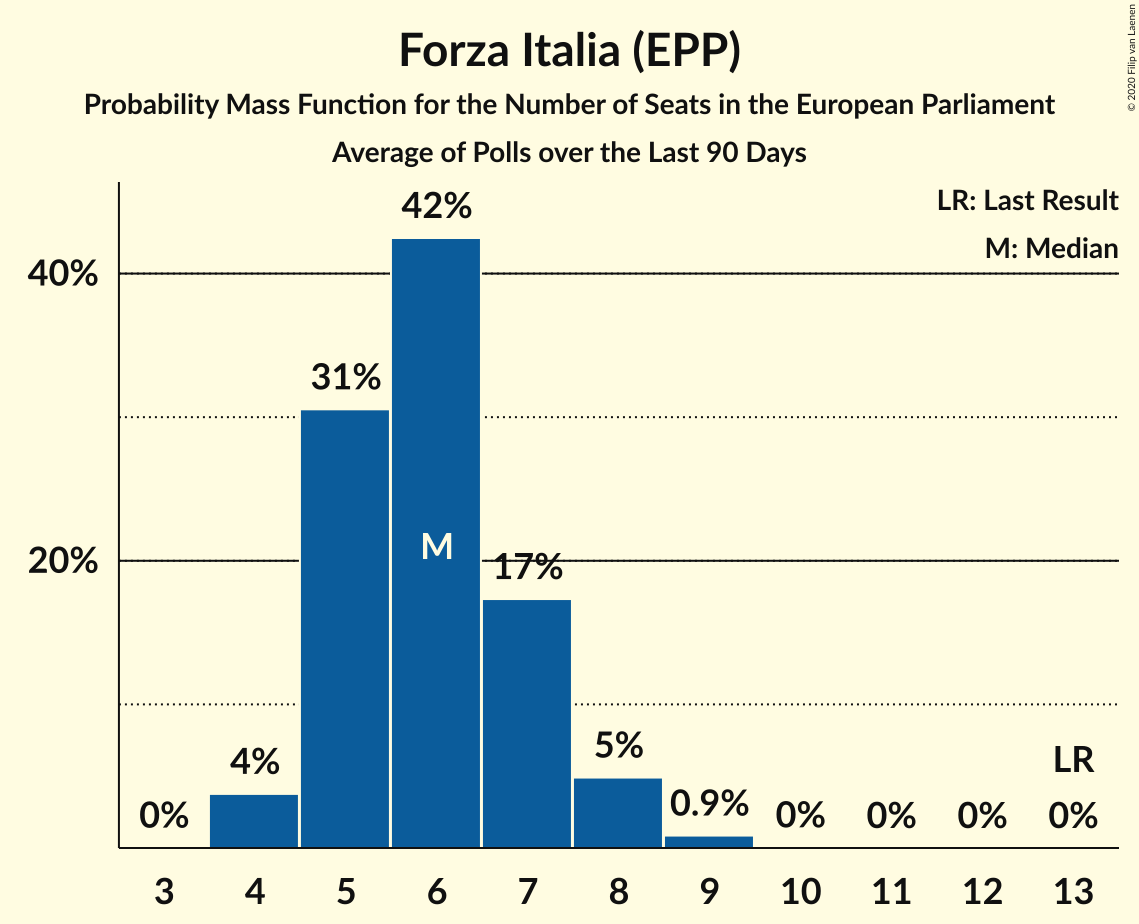 Forza Italia (EPP)
Probability Mass Function for the Number of Seats in the European Parliament
Average of Polls over the Last 90 Days
© 2020 Filip van Laenen
LR: Last Result
M: Median
42%
40%
31%
M
20%
17%
4%
5%
LR
0%
0.9%
0%
0%
0%
0%
3 4 5 6 7 8 9 10 11 12 13